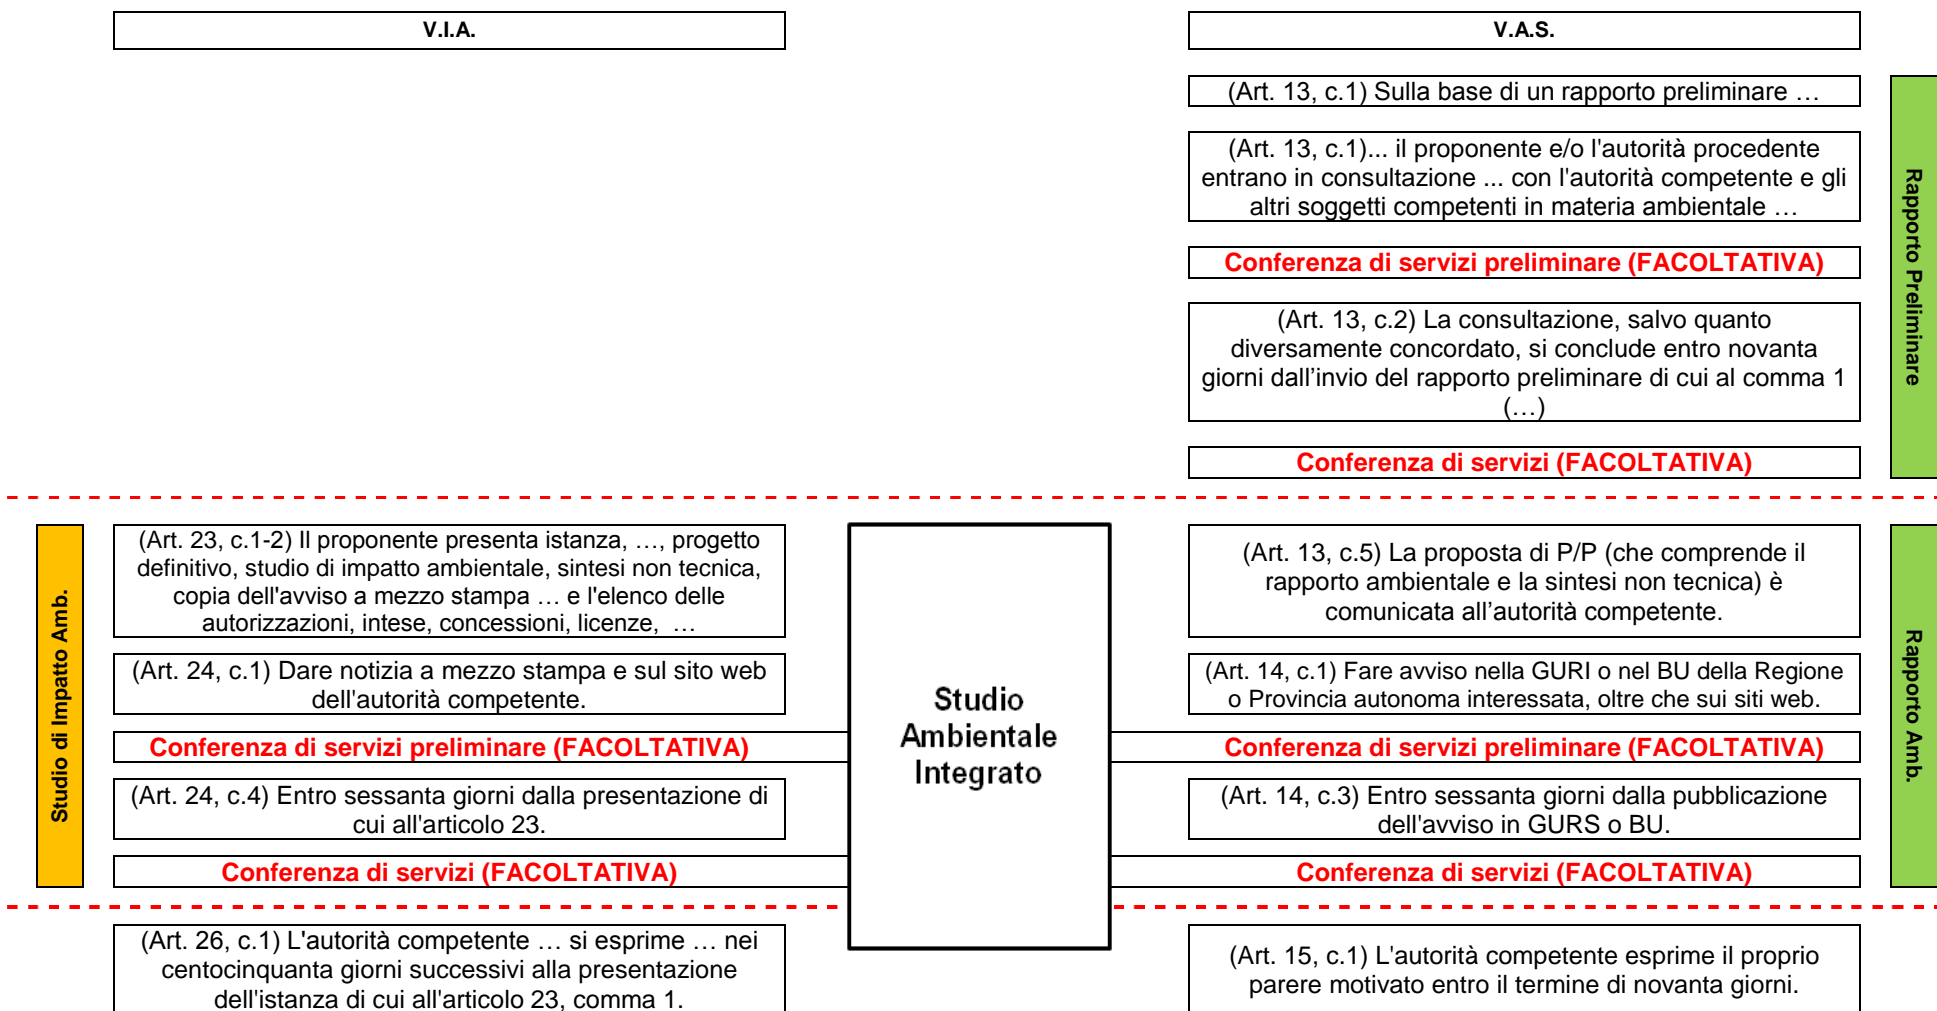 V.I.A.
V.A.S.
(Art. 13, c.1) Sulla base di un rapporto preliminare …
(Art. 13, c.1)... il proponente e/o l'autorità procedente
entrano in consultazione ... con l'autorità competente e gli
altri soggetti competenti in materia ambientale …
Conferenza di servizi preliminare (FACOLTATIVA)
(Art. 13, c.2) La consultazione, salvo quanto
diversamente concordato, si conclude entro novanta
giorni dall’invio del rapporto preliminare di cui al comma 1
(…)
Conferenza di servizi (FACOLTATIVA)
Rapporto Preliminare
Studio di Impatto Amb.
(Art. 23, c.1-2) Il proponente presenta istanza, …, progetto
definitivo, studio di impatto ambientale, sintesi non tecnica,
copia dell'avviso a mezzo stampa … e l'elenco delle
autorizzazioni, intese, concessioni, licenze, …
(Art. 24, c.1) Dare notizia a mezzo stampa e sul sito web
dell'autorità competente.
Conferenza di servizi preliminare (FACOLTATIVA)
(Art. 24, c.4) Entro sessanta giorni dalla presentazione di
cui all'articolo 23.
Conferenza di servizi (FACOLTATIVA)
Studio
Ambientale
Integrato
(Art. 13, c.5) La proposta di P/P (che comprende il
rapporto ambientale e la sintesi non tecnica) è
comunicata all’autorità competente.
(Art. 14, c.1) Fare avviso nella GURI o nel BU della Regione
o Provincia autonoma interessata, oltre che sui siti web.
Conferenza di servizi preliminare (FACOLTATIVA)
(Art. 14, c.3) Entro sessanta giorni dalla pubblicazione
dell'avviso in GURS o BU.
Conferenza di servizi (FACOLTATIVA)
Rapporto Amb.
(Art. 26, c.1) L'autorità competente … si esprime … nei
centocinquanta giorni successivi alla presentazione
dell'istanza di cui all'articolo 23, comma 1.
(Art. 15, c.1) L'autorità competente esprime il proprio
parere motivato entro il termine di novanta giorni.